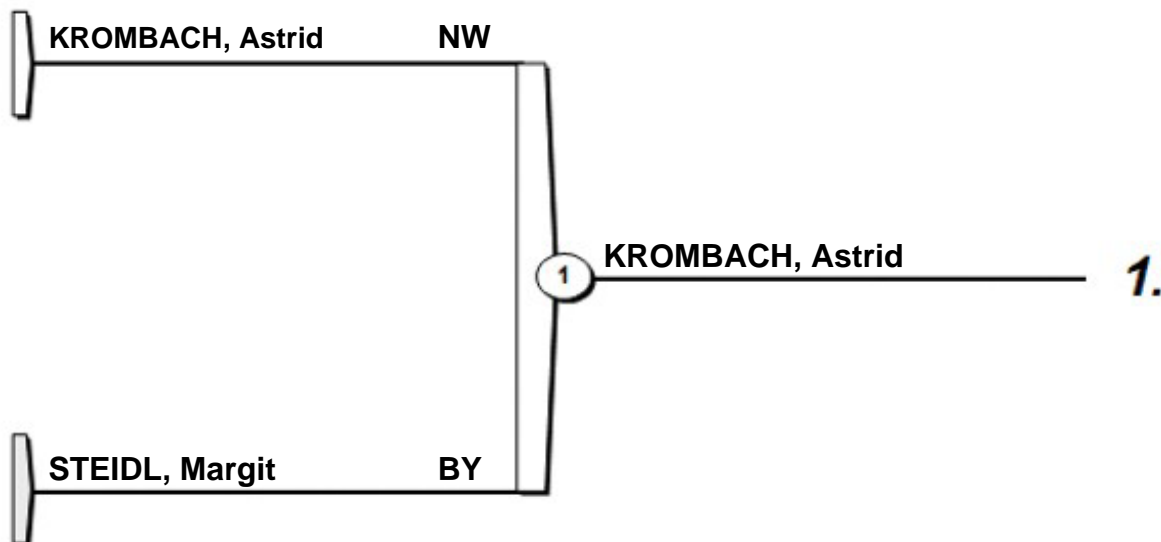 KROMBACH, Astrid NW
KROMBACH, Astrid
1
1.
STEIDL, Margit BY